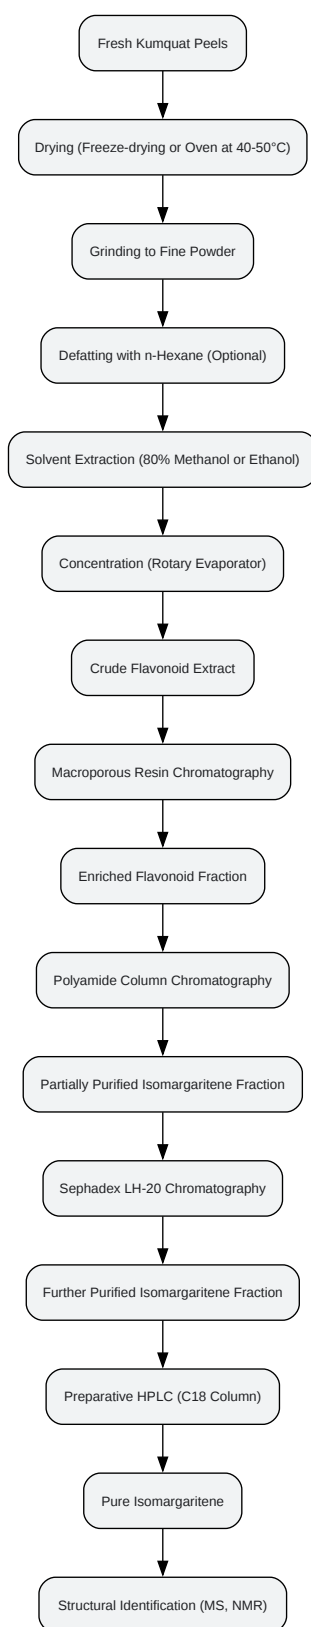 Fresh Kumquat Peels
Drying (Freeze-drying or Oven at 40-50°C)
Grinding to Fine Powder
Defatting with n-Hexane (Optional)
Solvent Extraction (80% Methanol or Ethanol)
Concentration (Rotary Evaporator)
Crude Flavonoid Extract
Macroporous Resin Chromatography
Enriched Flavonoid Fraction
Polyamide Column Chromatography
Partially Purified Isomargaritene Fraction
Sephadex LH-20 Chromatography
Further Purified Isomargaritene Fraction
Preparative HPLC (C18 Column)
Pure Isomargaritene
Structural Identification (MS, NMR)